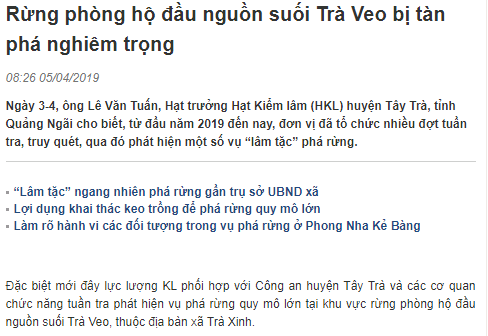 Rừng phòng hộ đầu nguồn suối Trà Veo bị tàn
phá nghiêm trọng
08:26 05/04/2019
Ngày 3-4, ông Lê Văn Tuấn, Hạt trưởng Hạt Kiểm lâm (HKL) huyện Tây Trà, tỉnh
Quảng Ngãi cho biết, từ đầu năm 2019 đến nay, đơn vị đã tổ chức nhiều đợt tuần
tra, truy quét, qua đó phát hiện một số vụ “lâm tặc” phá rừng.
“Lâm tặc” ngang nhiên phá rừng gần trụ sở UBND xã
Lợi dụng khai thác keo trồng để phá rừng quy mô lớn
Làm rõ hành vi các đối tượng trong vụ phá rừng ở Phong Nha Kẻ Bàng
Đặc biệt mới đây lực lượng KL phối hợp với Công an huyện Tây Trà và các cơ quan
chức năng tuần tra phát hiện vụ phá rừng quy mô lớn tại khu vực rừng phòng hộ đầu
nguồn suối Trà Veo, thuộc địa bàn xã Trà Xinh.